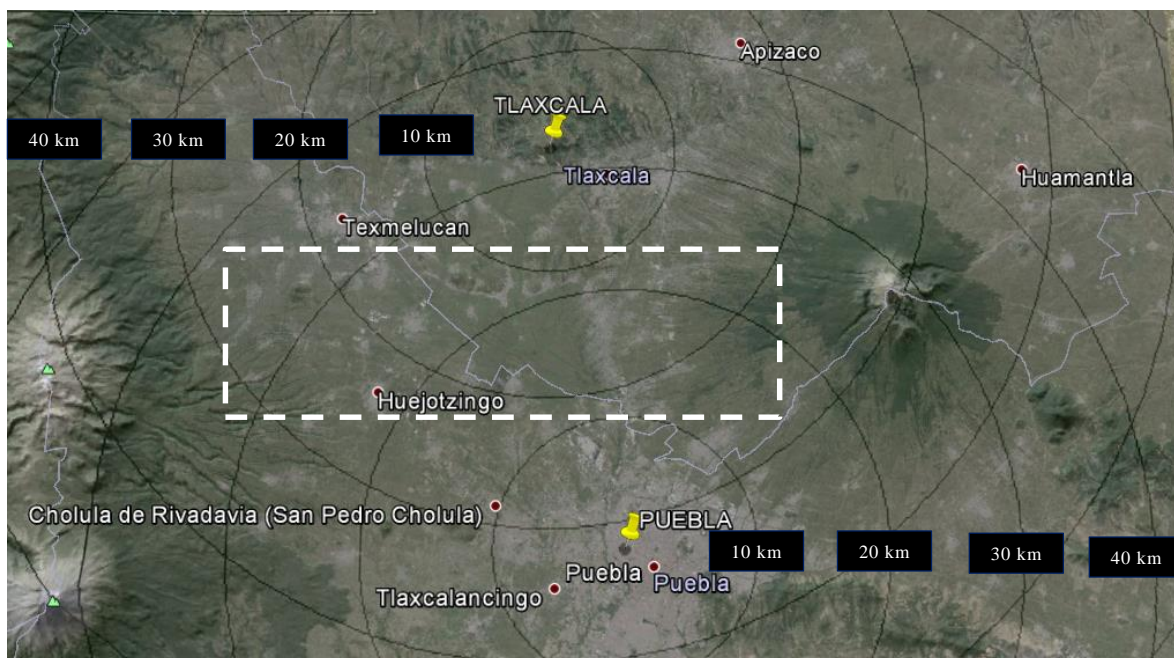 Apizaco
TLAXCALA
40 km
30 km
20 km
10 km
Tlaxcala
Huamantla
Texmelucan
Huejotzingo
Cholula de Rivadavia (San Pedro Cholula)
PUEBLA
10 km
20 km
30 km
40 km
Puebla
Puebla
Tlaxcalancingo